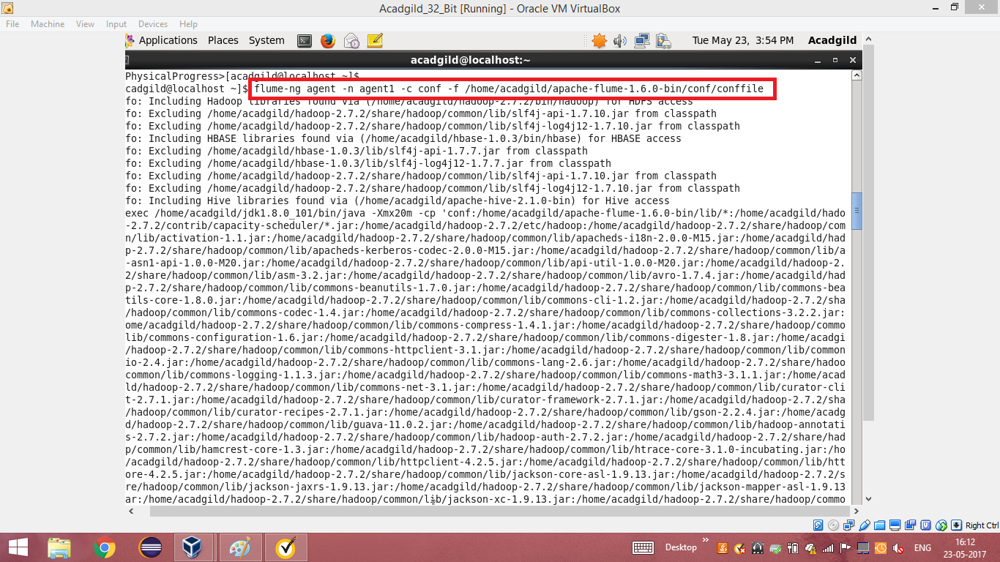 Acadgild_32_Bit [Running] - Oracle VM VirtualBox
File Machine View Input Devices Help
Applications Places System Tue May 23, 3:54 PM Acadgild
acadgild@localhost:~
PhysicalProgress>[acadgild@localhost ~]$
cadgild@localhost ~]$ flume-ng agent -n agent1 -c conf -f /home/acadgild/apache-flume-1.6.0-bin/conf/conffile
fo: Including Hadoop libraries found via (/home/acadgild/hadoop-2.7.2/bin/hadoop) for HDFS access
fo: Excluding /home/acadgild/hadoop-2.7.2/share/hadoop/common/lib/slf4j-api-1.7.10.jar from classpath
fo: Excluding /home/acadgild/hadoop-2.7.2/share/hadoop/common/lib/slf4j-log4j12-1.7.10.jar from classpath
fo: Including HBASE libraries found via (/home/acadgild/hbase-1.0.3/bin/hbase) for HBASE access
fo: Excluding /home/acadgild/hbase-1.0.3/lib/slf4j-api-1.7.7.jar from classpath
fo: Excluding /home/acadgild/hbase-1.0.3/lib/slf4j-log4j12-1.7.7.jar from classpath
fo: Excluding /home/acadgild/hadoop-2.7.2/share/hadoop/common/lib/slf4j-api-1.7.10.jar from classpath
fo: Excluding /home/acadgild/hadoop-2.7.2/share/hadoop/common/lib/slf4j-log4j12-1.7.10.jar from classpath
fo: Including Hive libraries found via (/home/acadgild/apache-hive-2.1.0-bin) for Hive access
exec /home/acadgild/jdk1.8.0_101/bin/java -Xmx20m -cp 'conf:/home/acadgild/apache-flume-1.6.0-bin/lib/*:/home/acadgild/hado
-2.7.2/contrib/capacity-scheduler/*.jar:/home/acadgild/hadoop-2.7.2/etc/hadoop:/home/acadgild/hadoop-2.7.2/share/hadoop/com
n/lib/activation-1.1.jar:/home/acadgild/hadoop-2.7.2/share/hadoop/common/lib/apacheds-i18n-2.0.0-M15.jar:/home/acadgild/had
p-2.7.2/share/hadoop/common/lib/apacheds-kerberos-codec-2.0.0-M15.jar:/home/acadgild/hadoop-2.7.2/share/hadoop/common/lib/a
-asn1-api-1.0.0-M20.jar:/home/acadgild/hadoop-2.7.2/share/hadoop/common/lib/api-util-1.0.0-M20.jar:/home/acadgild/hadoop-2.
2/share/hadoop/common/lib/asm-3.2.jar:/home/acadgild/hadoop-2.7.2/share/hadoop/common/lib/avro-1.7.4.jar:/home/acadgild/had
p-2.7.2/share/hadoop/common/lib/commons-beanutils-1.7.0.jar:/home/acadgild/hadoop-2.7.2/share/hadoop/common/lib/commons-bea
tils-core-1.8.0.jar:/home/acadgild/hadoop-2.7.2/share/hadoop/common/lib/commons-cli-1.2.jar:/home/acadgild/hadoop-2.7.2/sha
/hadoop/common/lib/commons-codec-1.4.jar:/home/acadgild/hadoop-2.7.2/share/hadoop/common/lib/commons-collections-3.2.2.jar:
ome/acadgild/hadoop-2.7.2/share/hadoop/common/lib/commons-compress-1.4.1.jar:/home/acadgild/hadoop-2.7.2/share/hadoop/commo
lib/commons-configuration-1.6.jar:/home/acadgild/hadoop-2.7.2/share/hadoop/common/lib/commons-digester-1.8.jar:/home/acadgi
/hadoop-2.7.2/share/hadoop/common/lib/commons-httpclient-3.1.jar:/home/acadgild/hadoop-2.7.2/share/hadoop/common/lib/common
io-2.4.jar:/home/acadgild/hadoop-2.7.2/share/hadoop/common/lib/commons-lang-2.6.jar:/home/acadgild/hadoop-2.7.2/share/hadoo
common/lib/commons-logging-1.1.3.jar:/home/acadgild/hadoop-2.7.2/share/hadoop/common/lib/commons-math3-3.1.1.jar:/home/acad
ld/hadoop-2.7.2/share/hadoop/common/lib/commons-net-3.1.jar:/home/acadgild/hadoop-2.7.2/share/hadoop/common/lib/curator-cli
t-2.7.1.jar:/home/acadgild/hadoop-2.7.2/share/hadoop/common/lib/curator-framework-2.7.1.jar:/home/acadgild/hadoop-2.7.2/sha
/hadoop/common/lib/curator-recipes-2.7.1.jar:/home/acadgild/hadoop-2.7.2/share/hadoop/common/lib/gson-2.2.4.jar:/home/acadg
d/hadoop-2.7.2/share/hadoop/common/lib/guava-11.0.2.jar:/home/acadgild/hadoop-2.7.2/share/hadoop/common/lib/hadoop-annotati
s-2.7.2.jar:/home/acadgild/hadoop-2.7.2/share/hadoop/common/lib/hadoop-auth-2.7.2.jar:/home/acadgild/hadoop-2.7.2/share/had
p/common/lib/hamcrest-core-1.3.jar:/home/acadgild/hadoop-2.7.2/share/hadoop/common/lib/htrace-core-3.1.0-incubating.jar:/ho
/acadgild/hadoop-2.7.2/share/hadoop/common/lib/httpclient-4.2.5.jar:/home/acadgild/hadoop-2.7.2/share/hadoop/common/lib/htt
ore-4.2.5.jar:/home/acadgild/hadoop-2.7.2/share/hadoop/common/lib/jackson-core-asl-1.9.13.jar:/home/acadgild/hadoop-2.7.2/s
re/hadoop/common/lib/jackson-jaxrs-1.9.13.jar:/home/acadgild/hadoop-2.7.2/share/hadoop/common/lib/jackson-mapper-asl-1.9.13
ar:/home/acadgild/hadoop-2.7.2/share/hadoop/common/lib/jackson-xc-1.9.13.jar:/home/acadgild/hadoop-2.7.2/share/hadoop/commo
Right Ctrl
Desktop ENG 16:12
23-05-2017